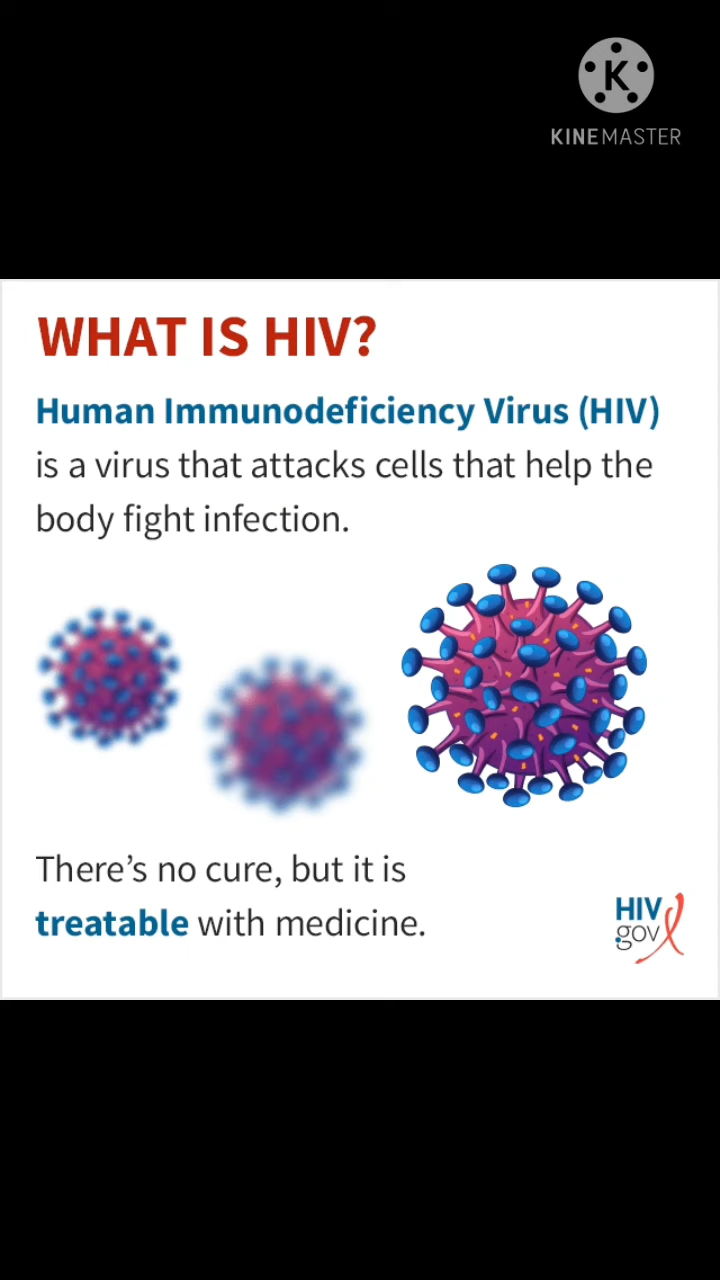 K
KINEMASTER
WHAT IS HIV?
Human Immunodeficiency Virus (HIV)
is a virus that attacks cells that help the
body fight infection.
There’s no cure, but it is
treatable with medicine.
HIV
.gov